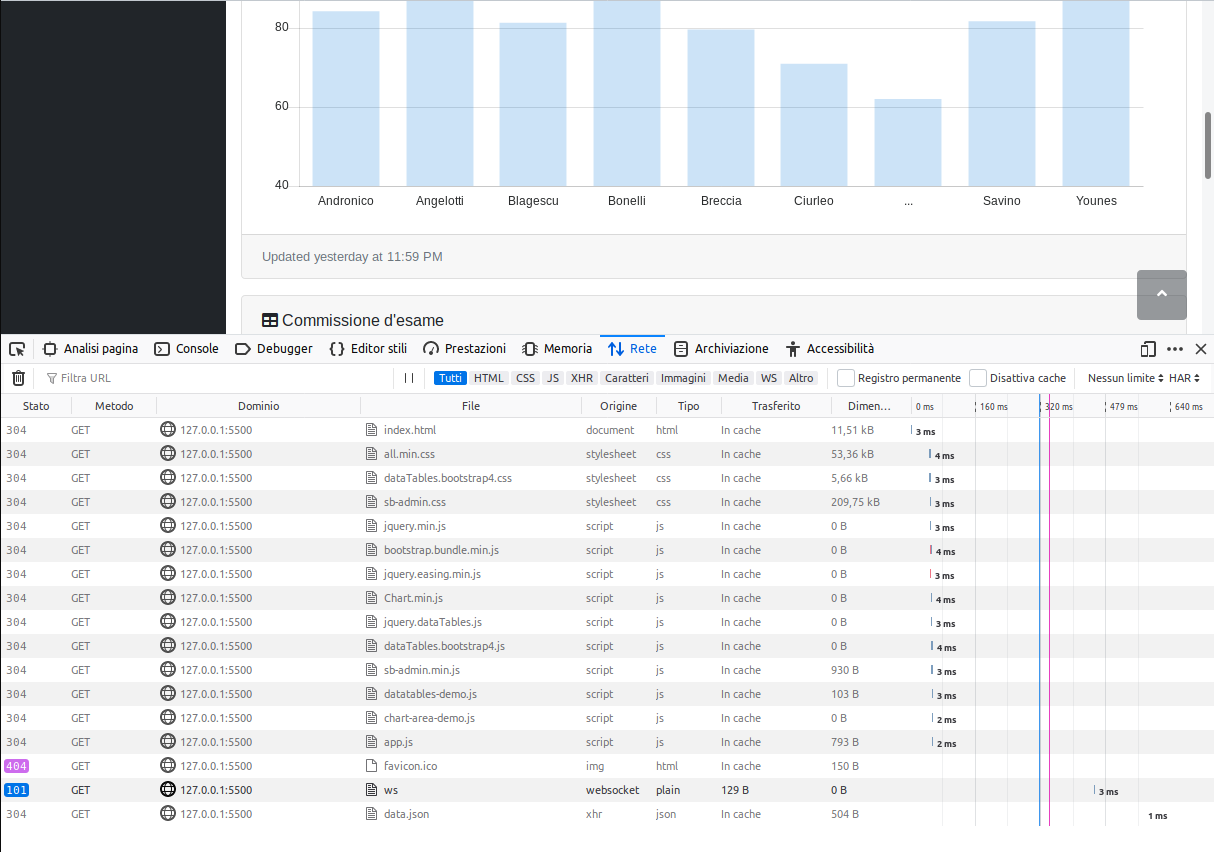 80
60
40
Andronico Angelotti Blagescu Bonelli Breccia Ciurleo ... Savino Younes
Updated yesterday at 11:59 PM
Commissione d'esame
Analisi pagina Console Debugger Editor stili Prestazioni Memoria Rete Archiviazione Accessibilità
Filtra URL Tutti HTML CSS JS XHR Caratteri Immagini Media WS Altro Registro permanente Disattiva cache Nessun limite HAR
Stato Metodo Dominio File Origine Tipo Trasferito Dimen... 0 ms 160 ms 320 ms 479 ms 640 ms
304 GET 127.0.0.1:5500 index.html document html In cache 11,51 kB 3 ms
304 GET 127.0.0.1:5500 all.min.css stylesheet css In cache 53,36 kB 4 ms
304 GET 127.0.0.1:5500 dataTables.bootstrap4.css stylesheet css In cache 5,66 kB 3 ms
304 GET 127.0.0.1:5500 sb-admin.css stylesheet css In cache 209,75 kB 3 ms
304 GET 127.0.0.1:5500 jquery.min.js script js In cache 0 B 3 ms
304 GET 127.0.0.1:5500 bootstrap.bundle.min.js script js In cache 0 B 4 ms
304 GET 127.0.0.1:5500 jquery.easing.min.js script js In cache 0 B 3 ms
304 GET 127.0.0.1:5500 Chart.min.js script js In cache 0 B 4 ms
304 GET 127.0.0.1:5500 jquery.dataTables.js script js In cache 0 B 3 ms
304 GET 127.0.0.1:5500 dataTables.bootstrap4.js script js In cache 0 B 4 ms
304 GET 127.0.0.1:5500 sb-admin.min.js script js In cache 930 B 3 ms
304 GET 127.0.0.1:5500 datatables-demo.js script js In cache 103 B 3 ms
304 GET 127.0.0.1:5500 chart-area-demo.js script js In cache 0 B 2 ms
304 GET 127.0.0.1:5500 app.js script js In cache 793 B 2 ms
404 GET 127.0.0.1:5500 favicon.ico img html In cache 150 B
101 GET 127.0.0.1:5500 ws websocket plain 129 B 0 B 3 ms
304 GET 127.0.0.1:5500 data.json xhr json In cache 504 B 1 ms